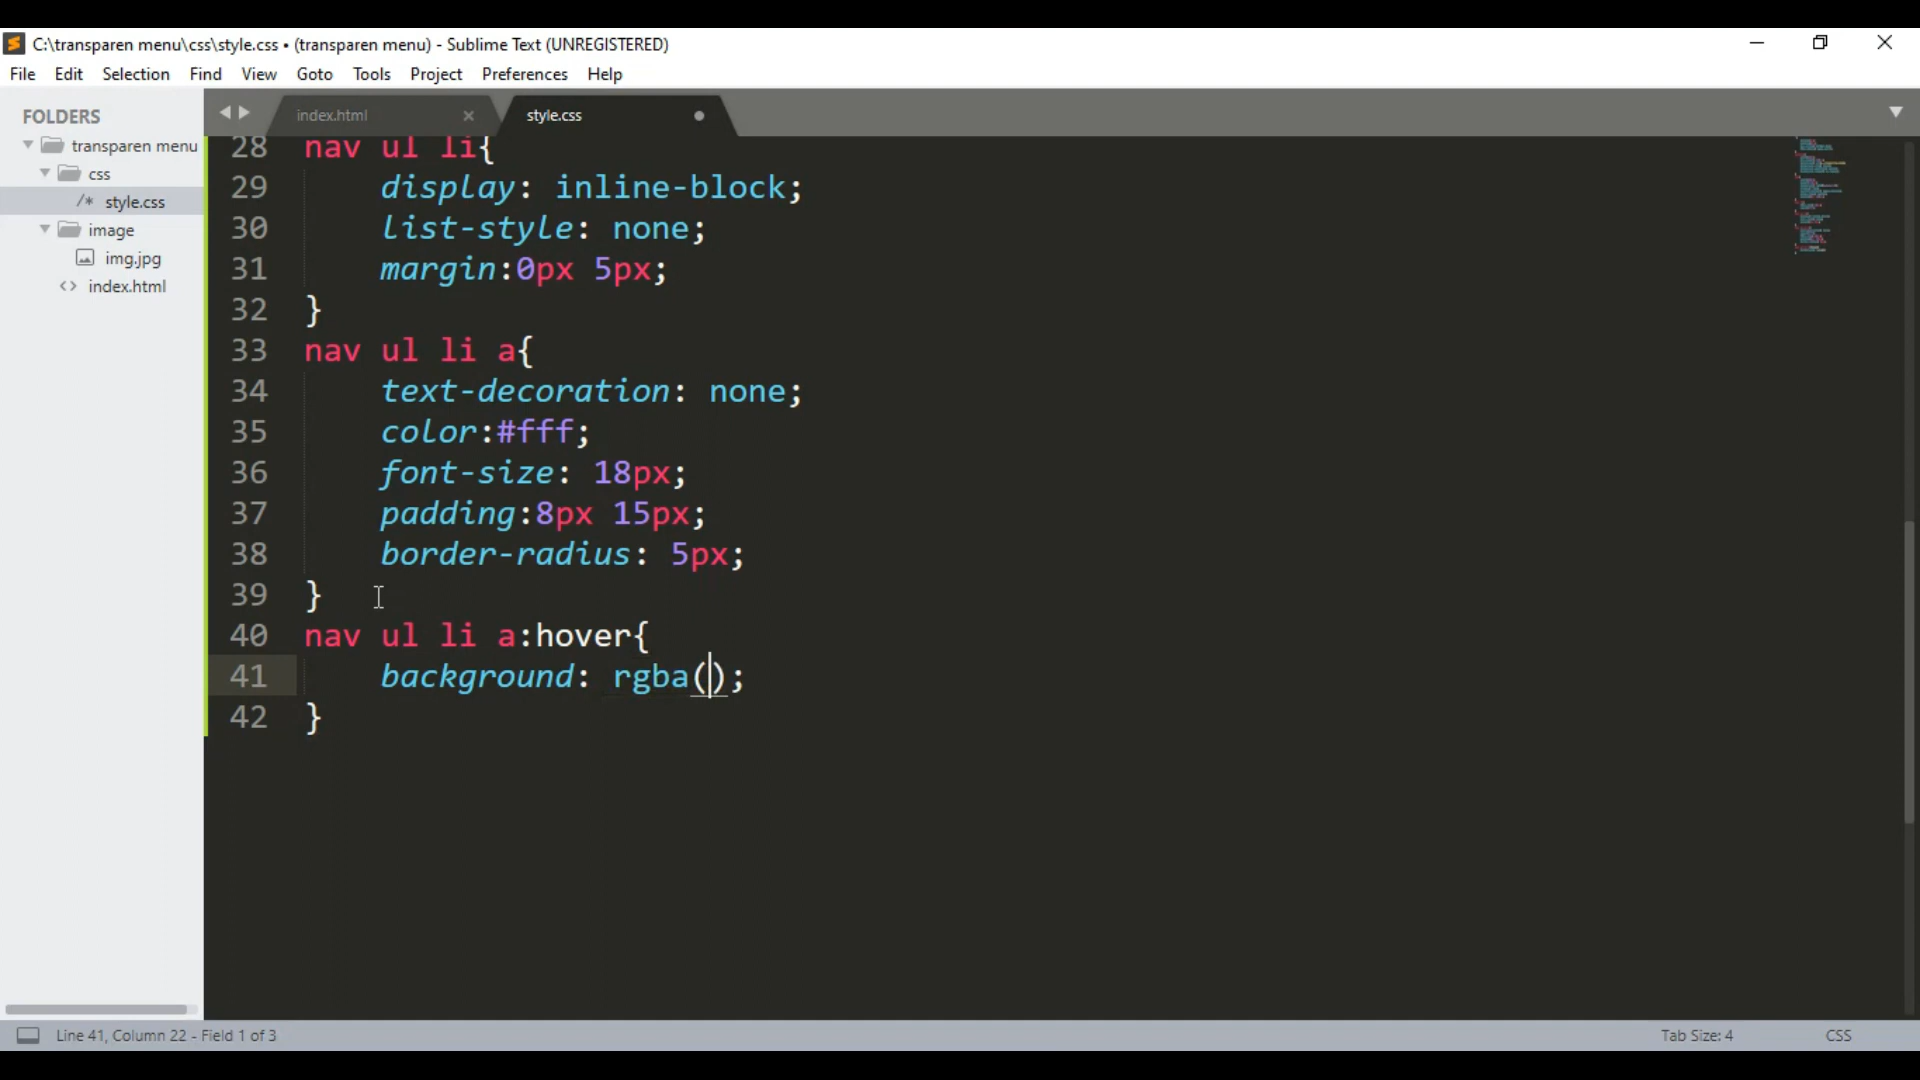 C:\transparen menu\css\style.css • (transparen menu) - Sublime Text (UNREGISTERED)
File Edit Selection Find View Goto Tools Project Preferences Help
FOLDERS
transparen menu
css
/* style.css
image
img.jpg
<> index.html
index.html
style.css
28 nav ul li{
29 display: inline-block;
30 list-style: none;
31 margin:0px 5px;
32 }
33 nav ul li a{
34 text-decoration: none;
35 color:#fff;
36 font-size: 18px;
37 padding:8px 15px;
38 border-radius: 5px;
39 }
40 nav ul li a:hover{
41 background: rgba();
42 }
Line 41, Column 22 - Field 1 of 3
Tab Size: 4
CSS